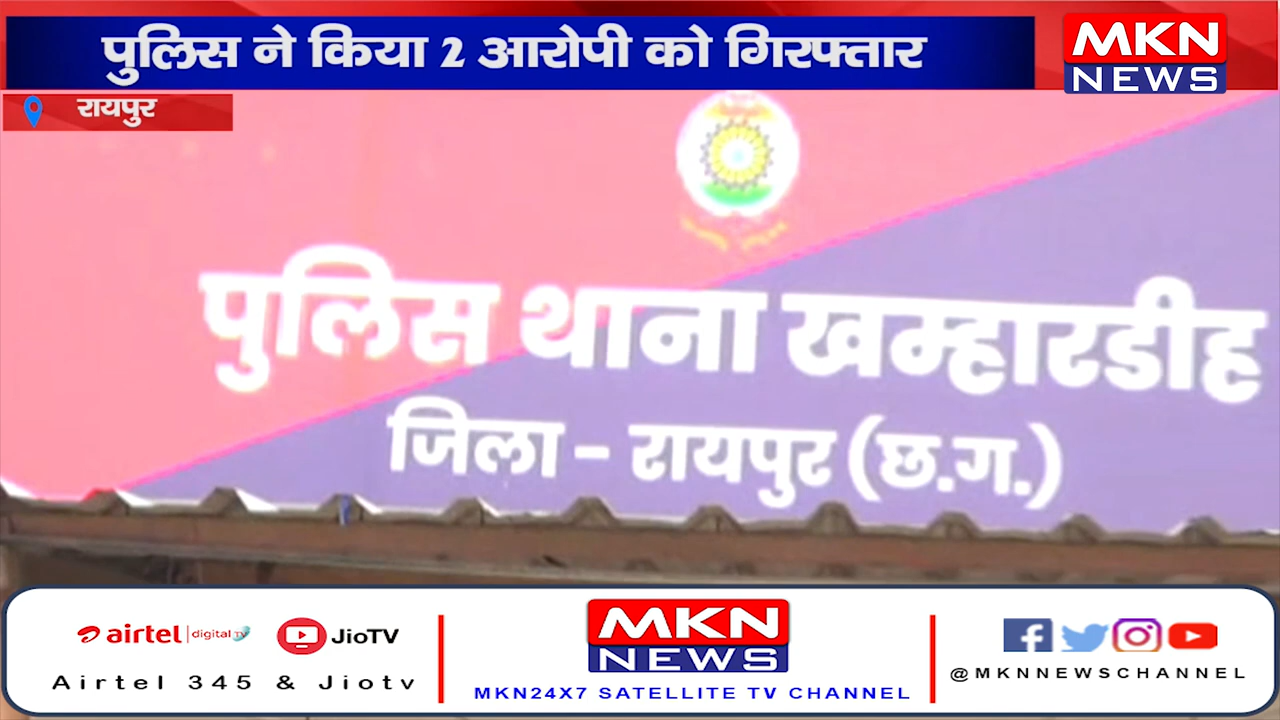 पुलिस ने किया 2 आरोपी को गिरफ्तार
MKN
NEWS
रायपुर
पुलिस थाना खम्हारडीह
जिला - रायपुर (छ.ग.)
airtel digital TV
JioTV
Airtel 345 & Jiotv
MKN
NEWS
MKN24X7 SATELLITE TV CHANNEL
@MKNNEWSCHANNEL